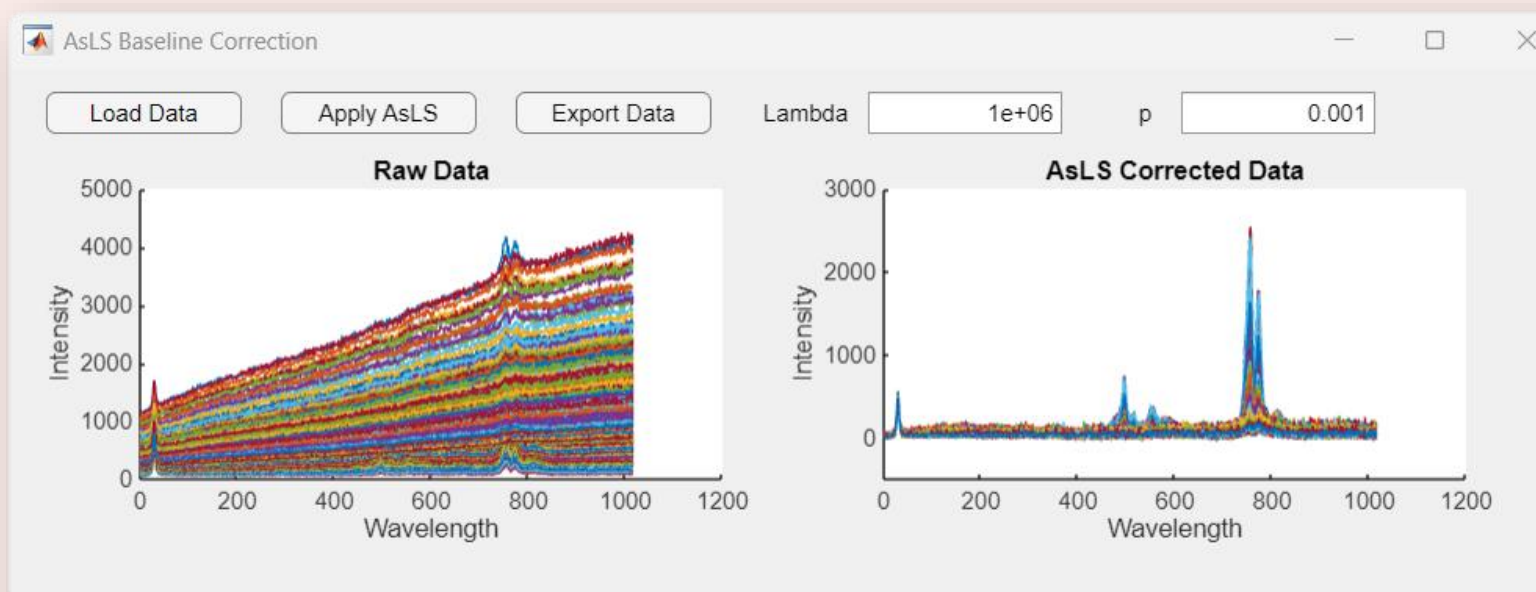 AsLS Baseline Correction
Load Data Apply AsLS Export Data Lambda 1e+06 p 0.001
Raw Data
5000
4000
3000
2000
1000
0
Intensity
0 200 400 600 800 1000 1200
Wavelength
AsLS Corrected Data
3000
2000
1000
0
Intensity
0 200 400 600 800 1000 1200
Wavelength